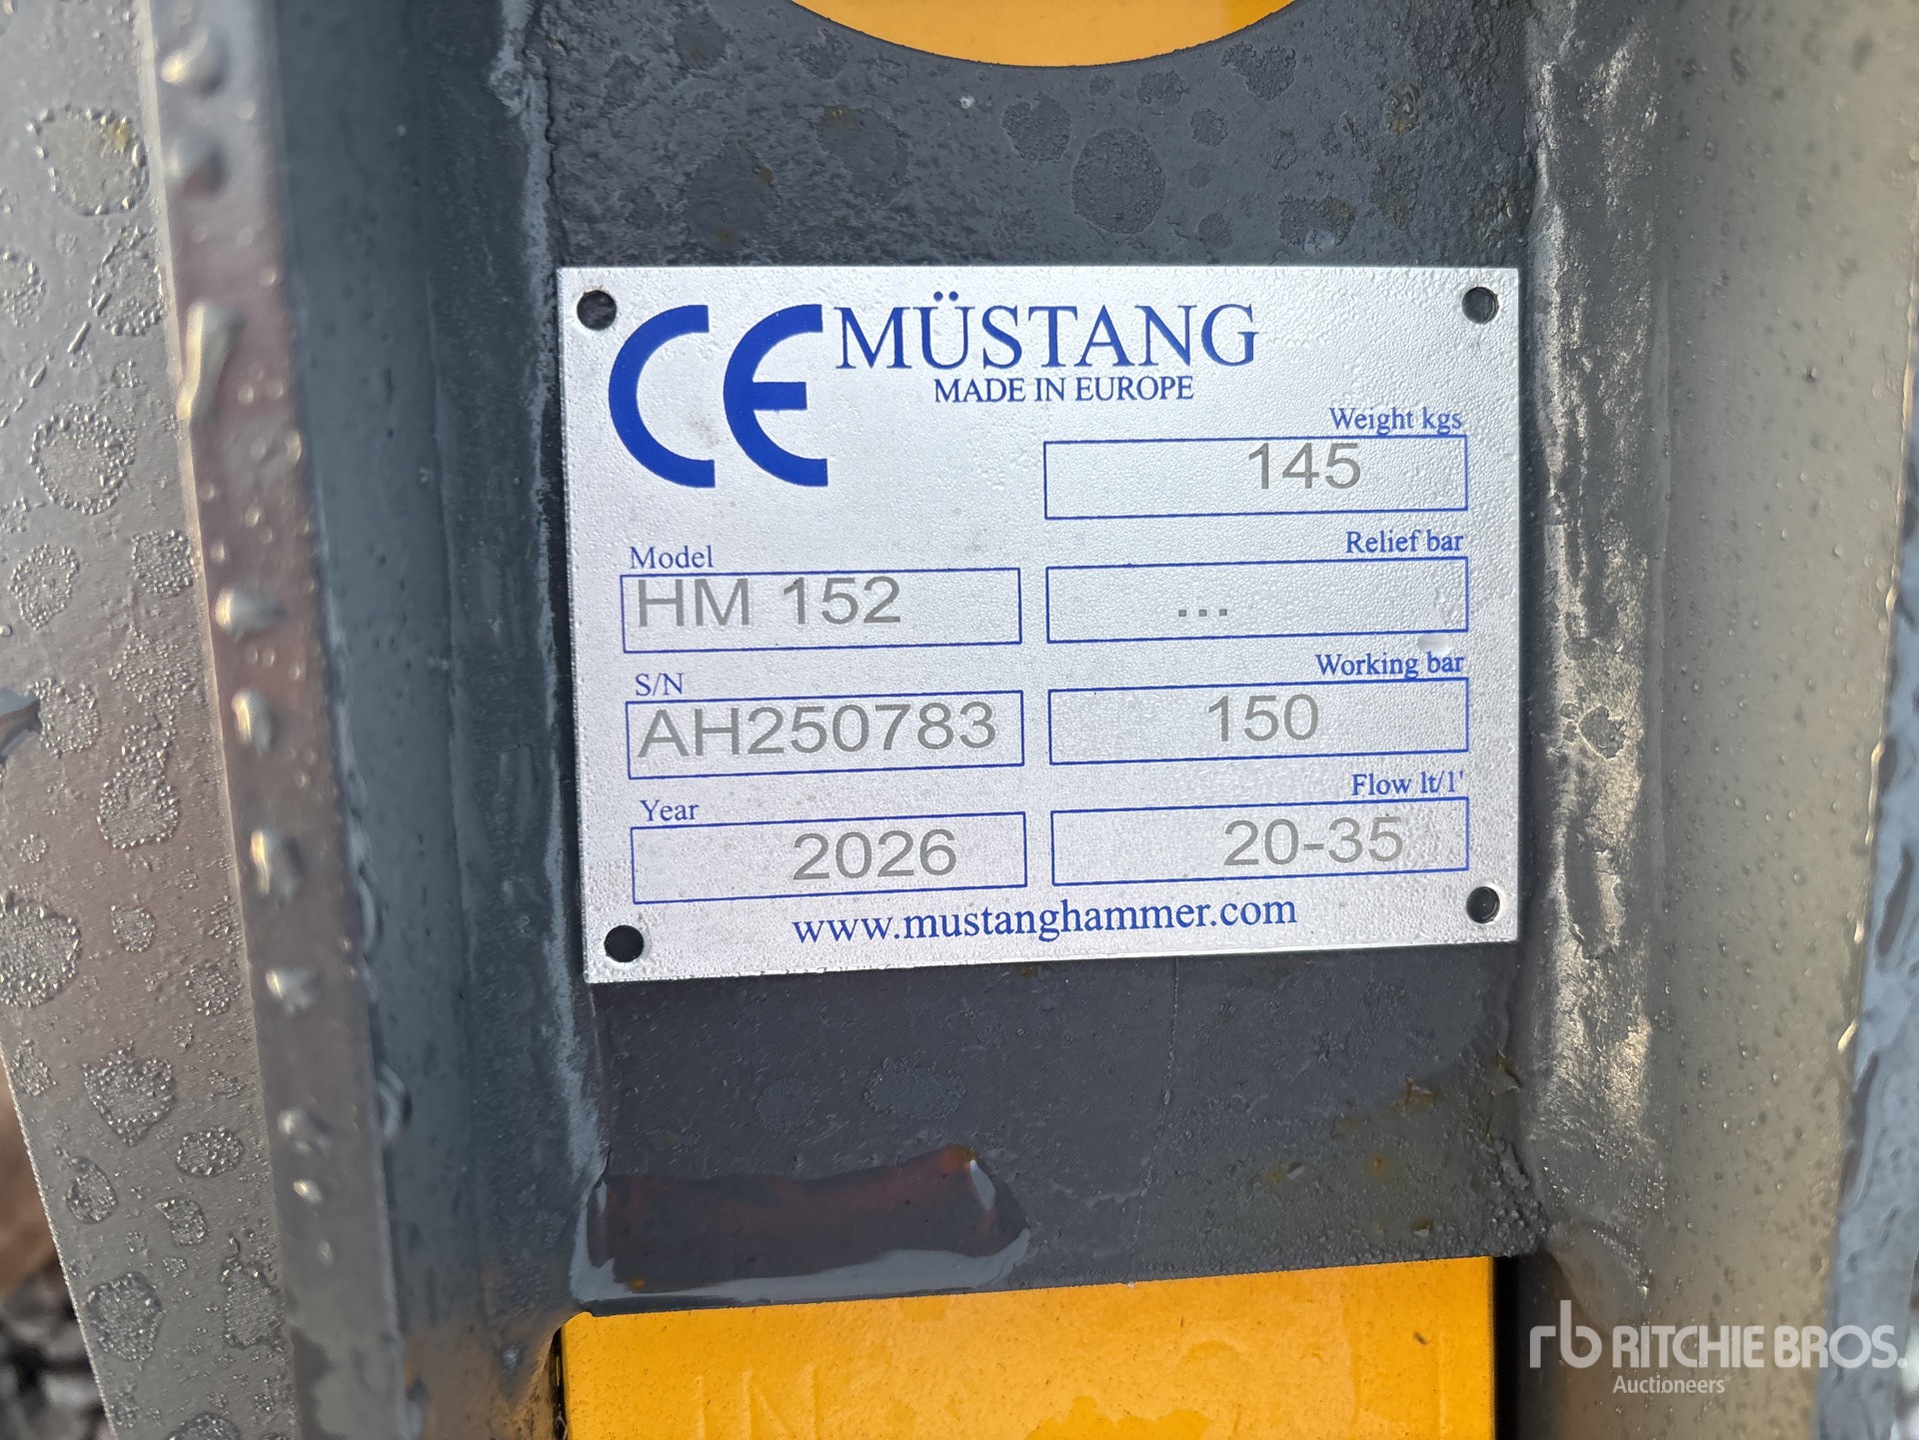 CE MÜSTANG
MADE IN EUROPE
Weight kgs
145
Model
HM 152
Relief bar
...
S/N
AH250783
Working bar
150
Year
2026
Flow lt/1'
20-35
www.mustanghammer.com
rb RITCHIE BROS.
Auctioneers